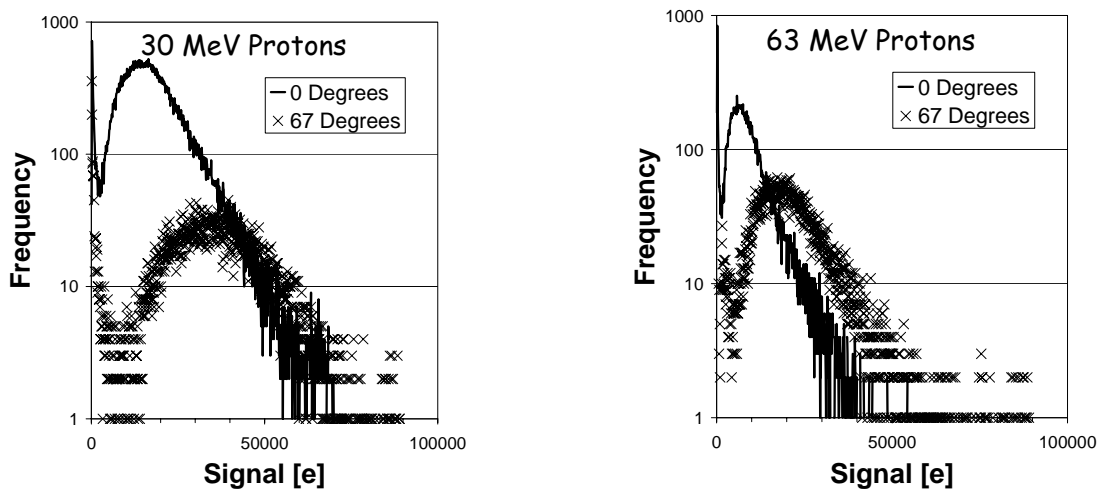 30 MeV Protons
0 Degrees
67 Degrees
Frequency
1000
100
10
1
0
50000
100000
Signal [e]
63 MeV Protons
0 Degrees
67 Degrees
Frequency
1000
100
10
1
0
50000
100000
Signal [e]